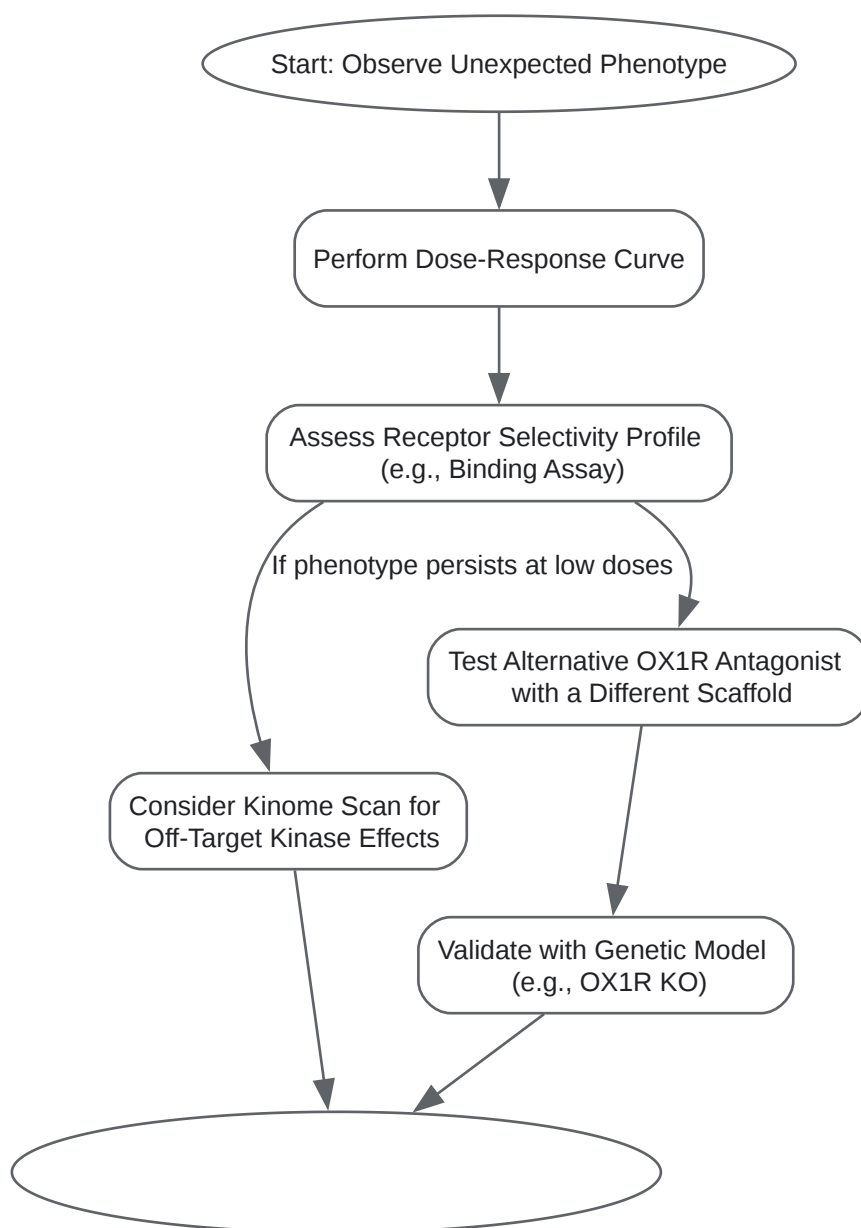 Start: Observe Unexpected Phenotype
Perform Dose-Response Curve
Assess Receptor Selectivity Profile
(e.g., Binding Assay)
If phenotype persists at low doses
Test Alternative OX1R Antagonist
with a Different Scaffold
Consider Kinome Scan for
Off-Target Kinase Effects
Validate with Genetic Model
(e.g., OX1R KO)